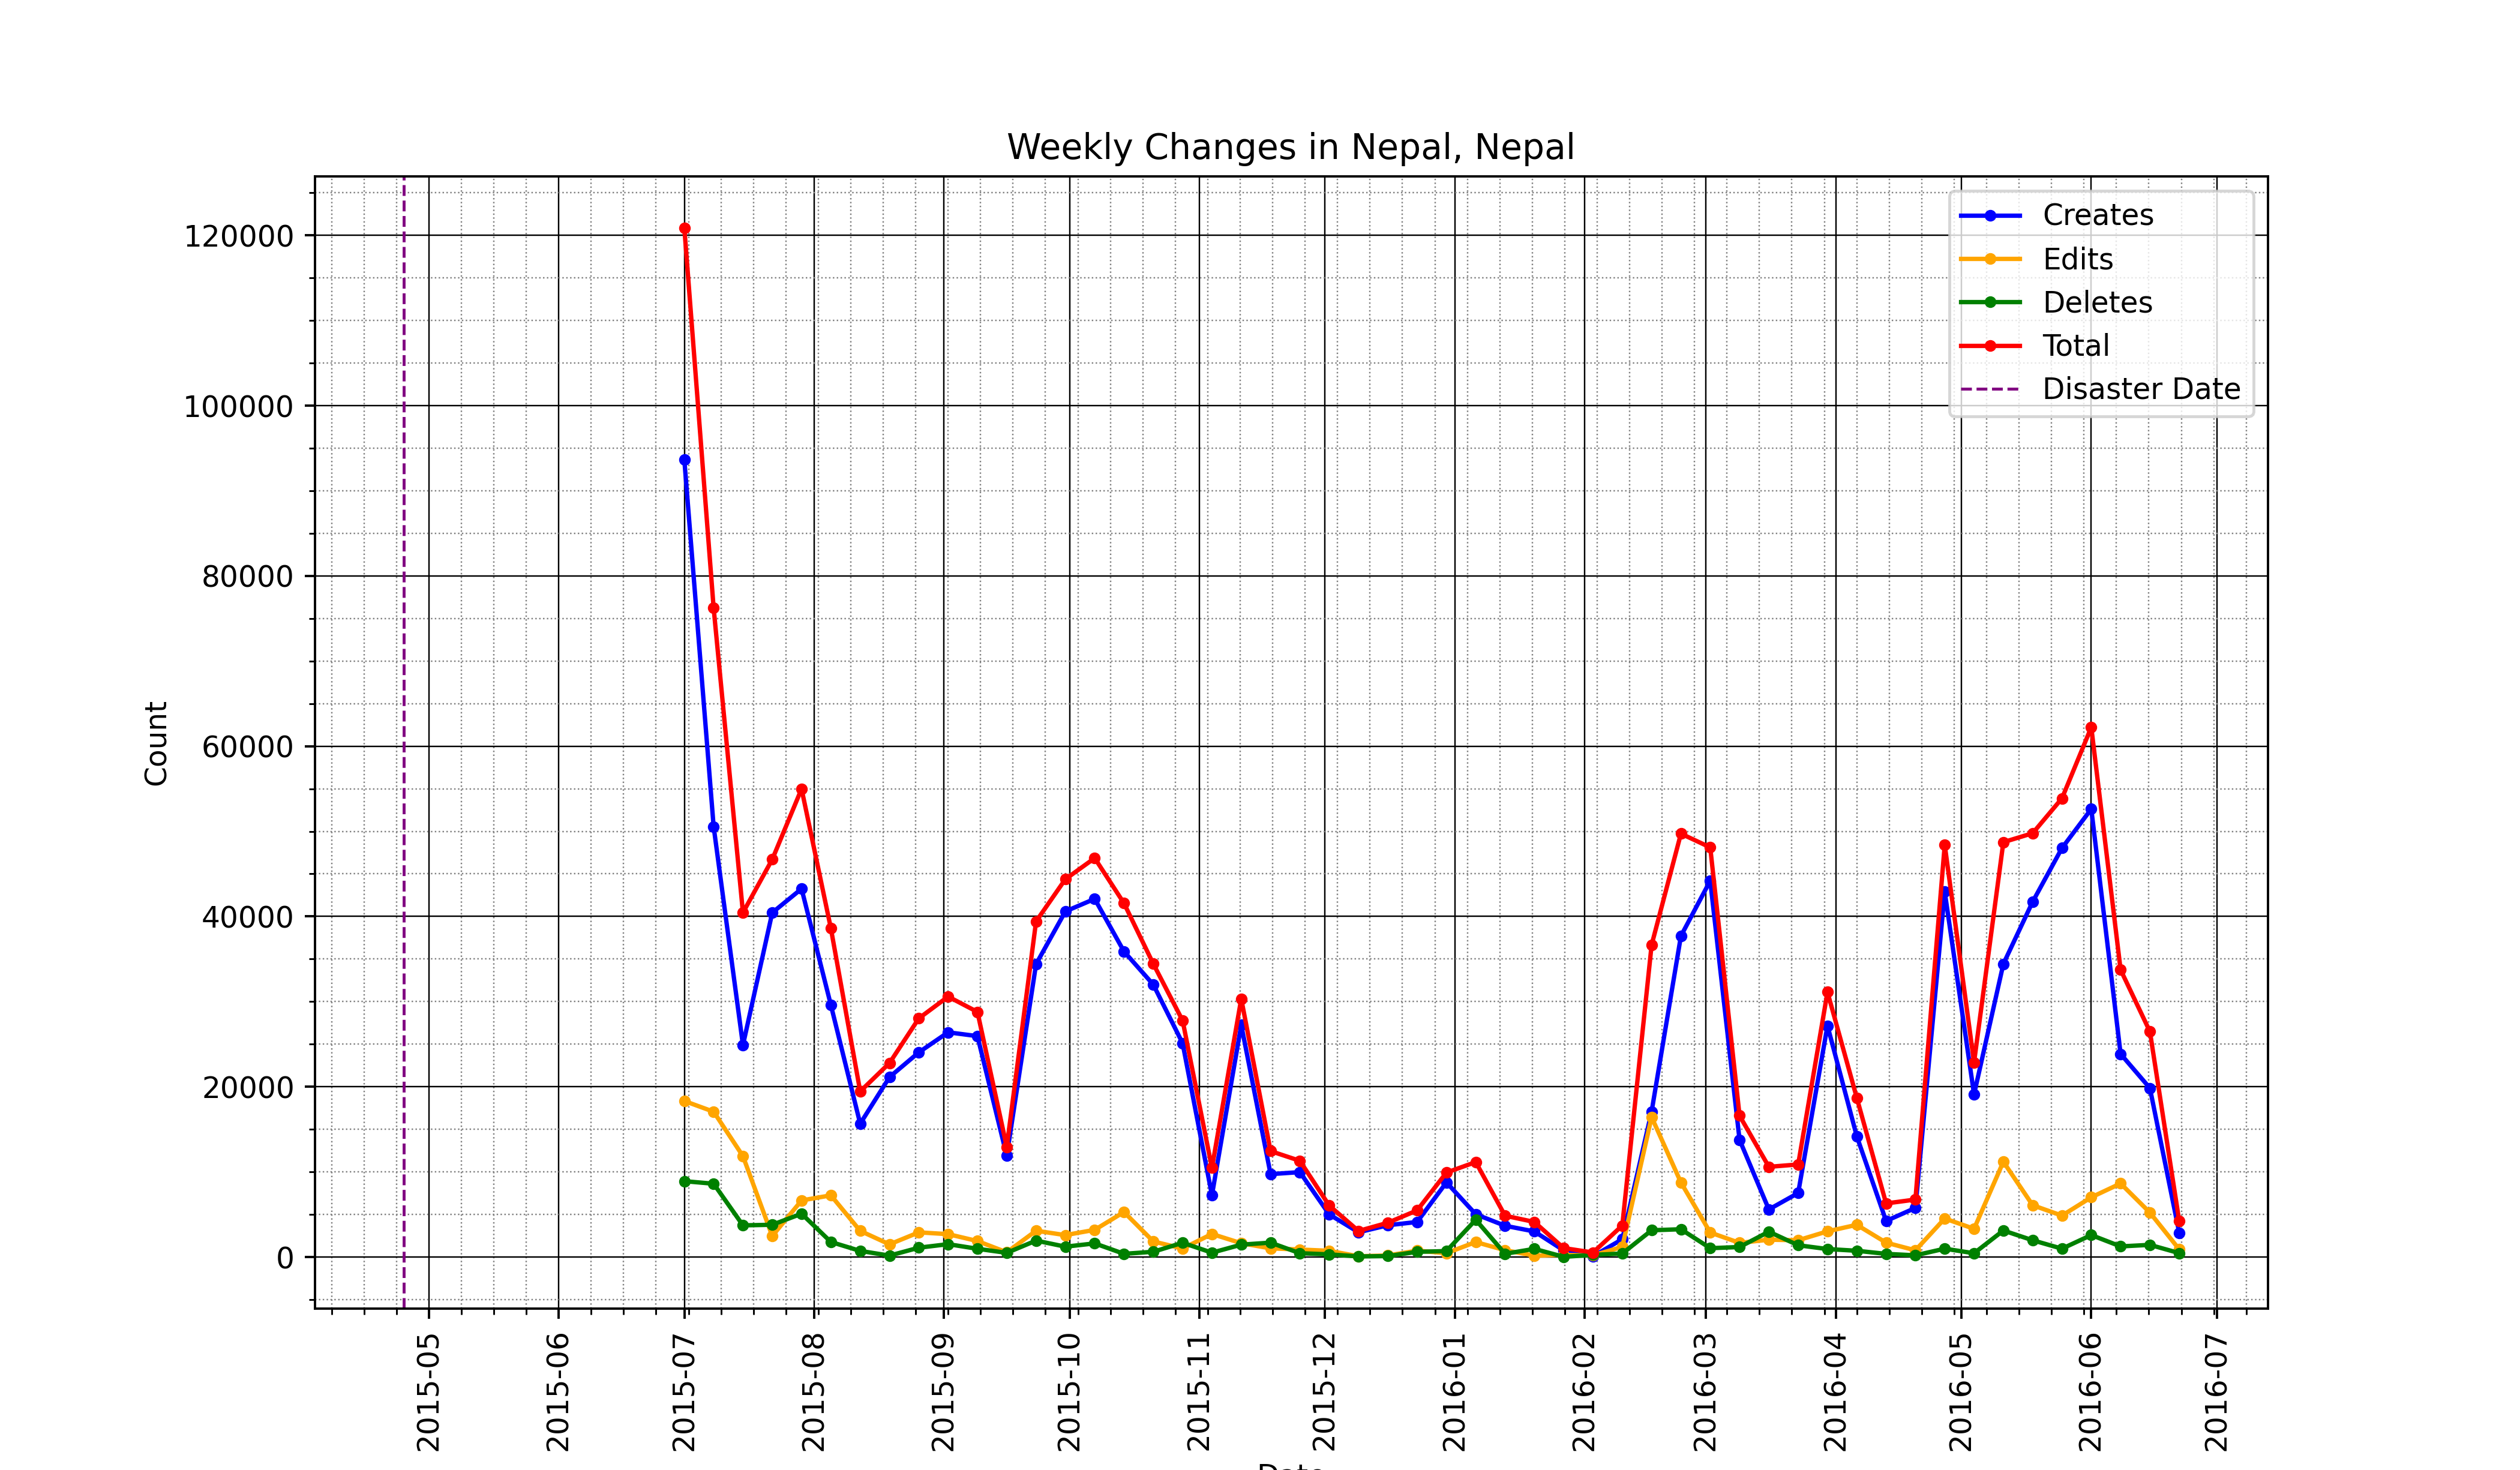 Weekly Changes in Nepal, Nepal
Creates
Edits
Deletes
Total
Disaster Date
120000
100000
80000
60000
40000
20000
0
Count
2015-05
2015-06
2015-07
2015-08
2015-09
2015-10
2015-11
2015-12
2016-01
2016-02
2016-03
2016-04
2016-05
2016-06
2016-07
Date